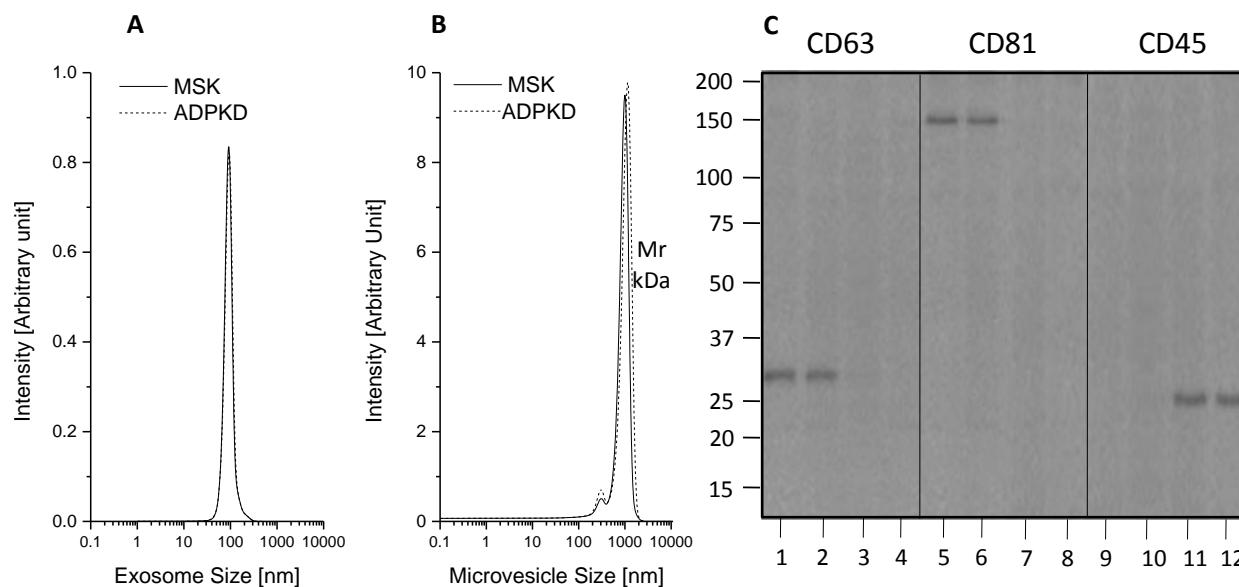 A
MSK
ADPKD
1.0
0.8
0.6
0.4
0.2
0.0
Intensity [Arbitrary unit)
0.1 1 10 100 1000 10000
Exosome Size [nm]
B
MSK
ADPKD
10
8
6
4
2
0
Intensity [Arbitrary Unit)
0.1 1 10 100 1000 10000
Microvesicle Size [nm]
Mr
kDa
C
CD63 CD81 CD45
200
150
100
75
50
37
25
20
15
1 2 3 4 5 6 7 8 9 10 11 12